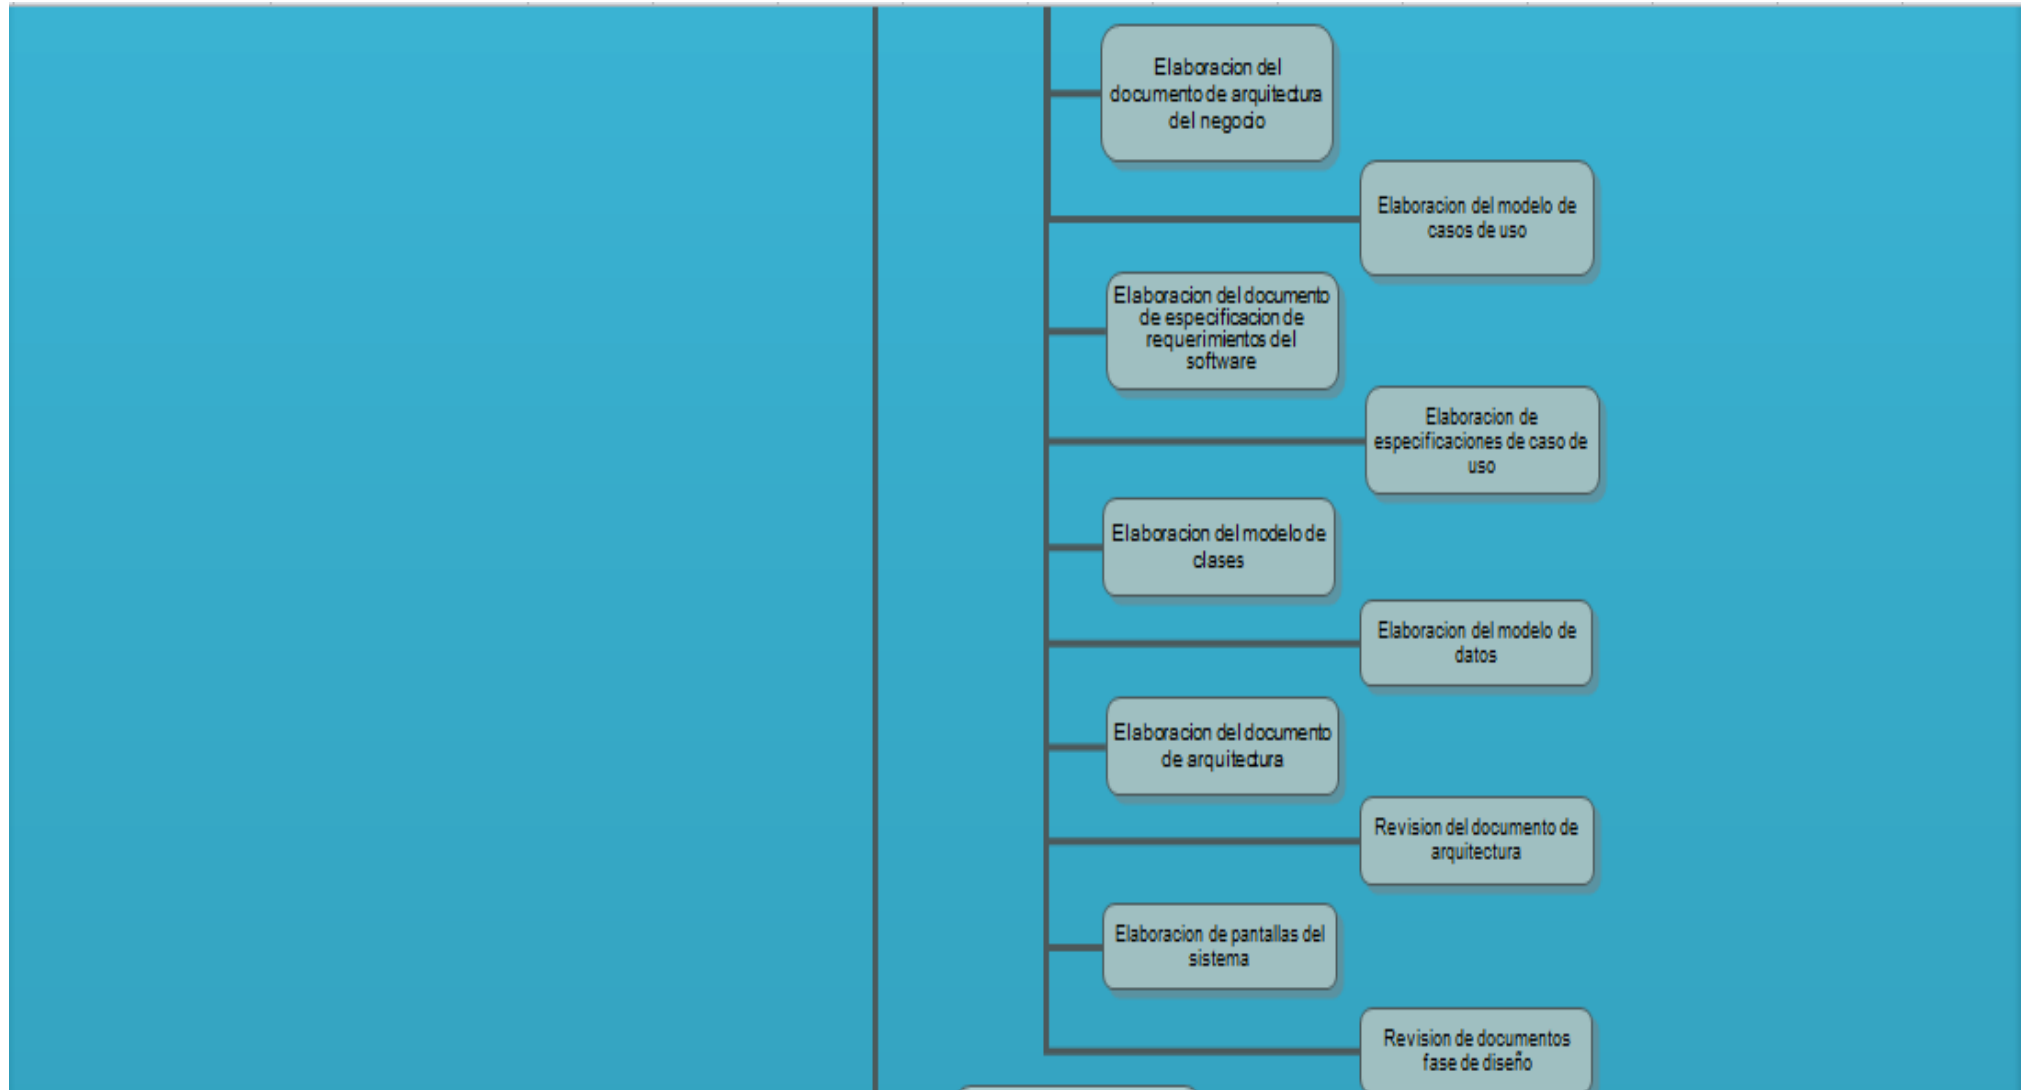 Elaboracion del
documento de arquitectura
del negocio
Elaboracion del modelo de
casos de uso
Elaboracion del documento
de especificacion de
requerimientos del
software
Elaboracion de
especificaciones de caso de
uso
Elaboracion del modelo de
clases
Elaboracion del modelo de
datos
Elaboracion del documento
de arquitectura
Revision del documento de
arquitectura
Elaboracion de pantallas del
sistema
Revision de documentos
fase de diseño